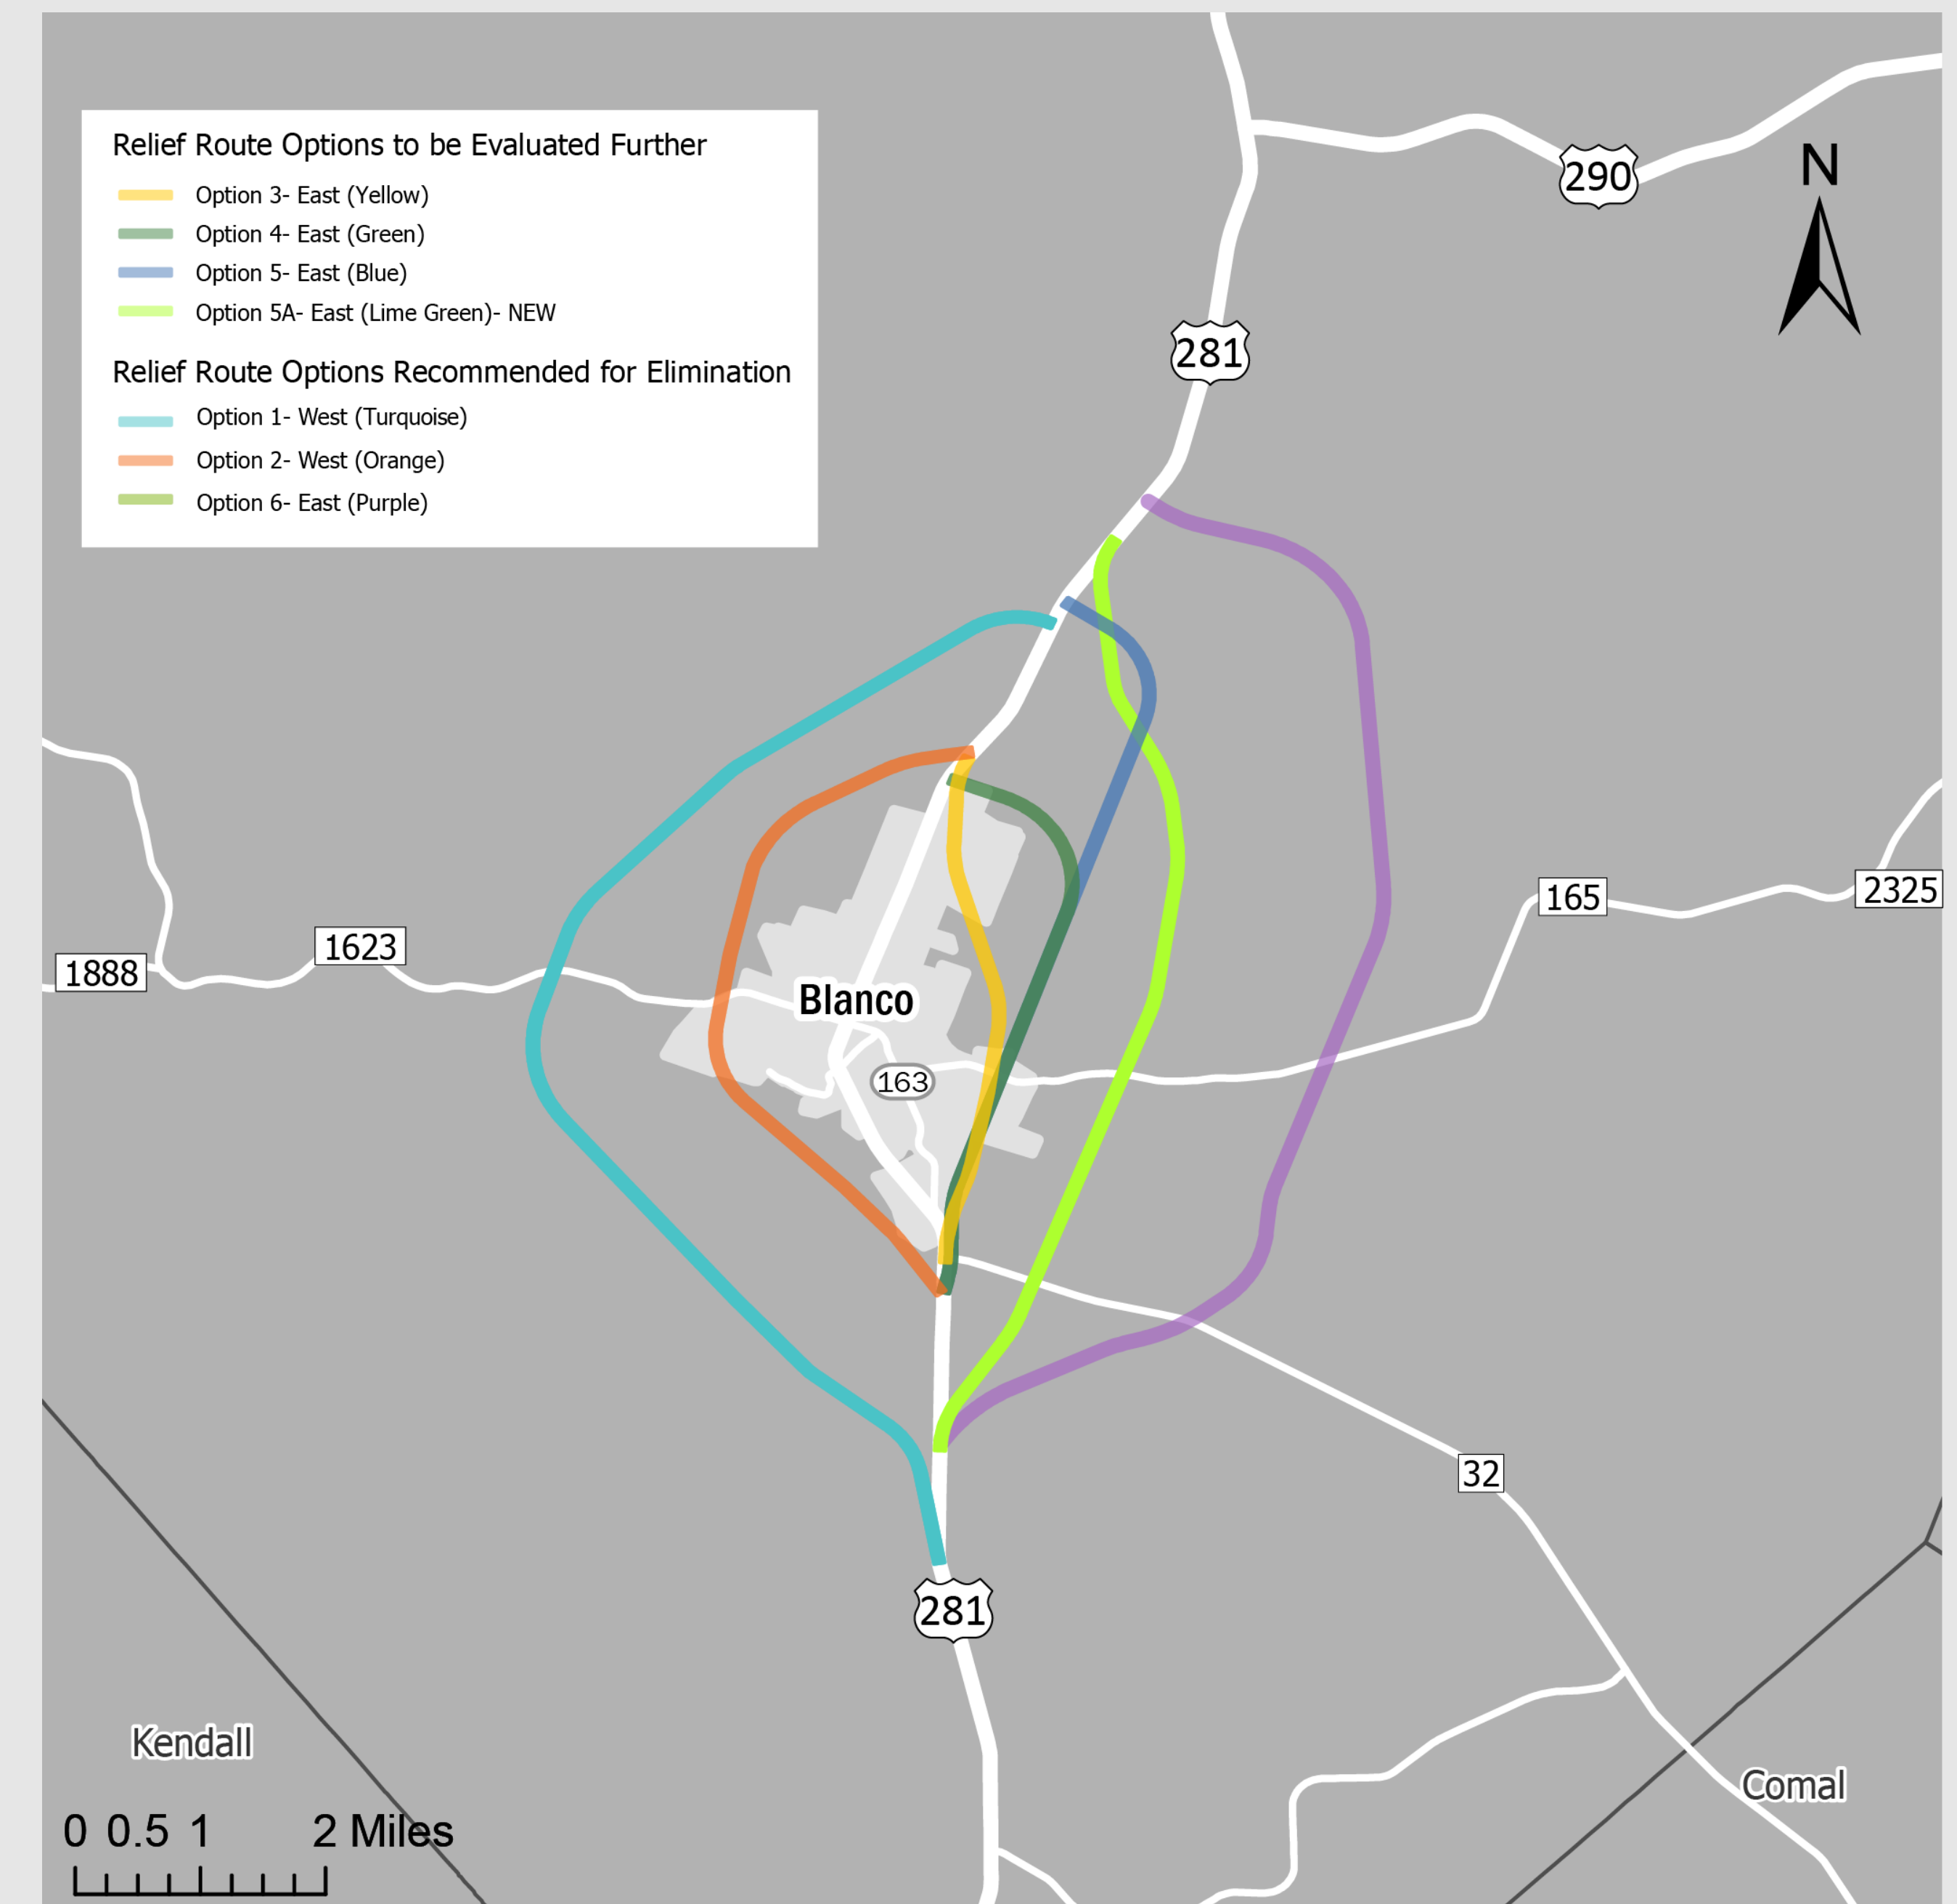 Relief Route Options to be Evaluated Further
Option 3- East (Yellow)
Option 4- East (Green)
Option 5- East (Blue)
Option 5A- East (Lime Green)- NEW
Relief Route Options Recommended for Elimination
Option 1- West (Turquoise)
Option 2- West (Orange)
Option 6- East (Purple)
290
N
281
165
2325
1623
1888
Blanco
163
32
281
Kendall
Comal
0 0.5 1 2 Miles